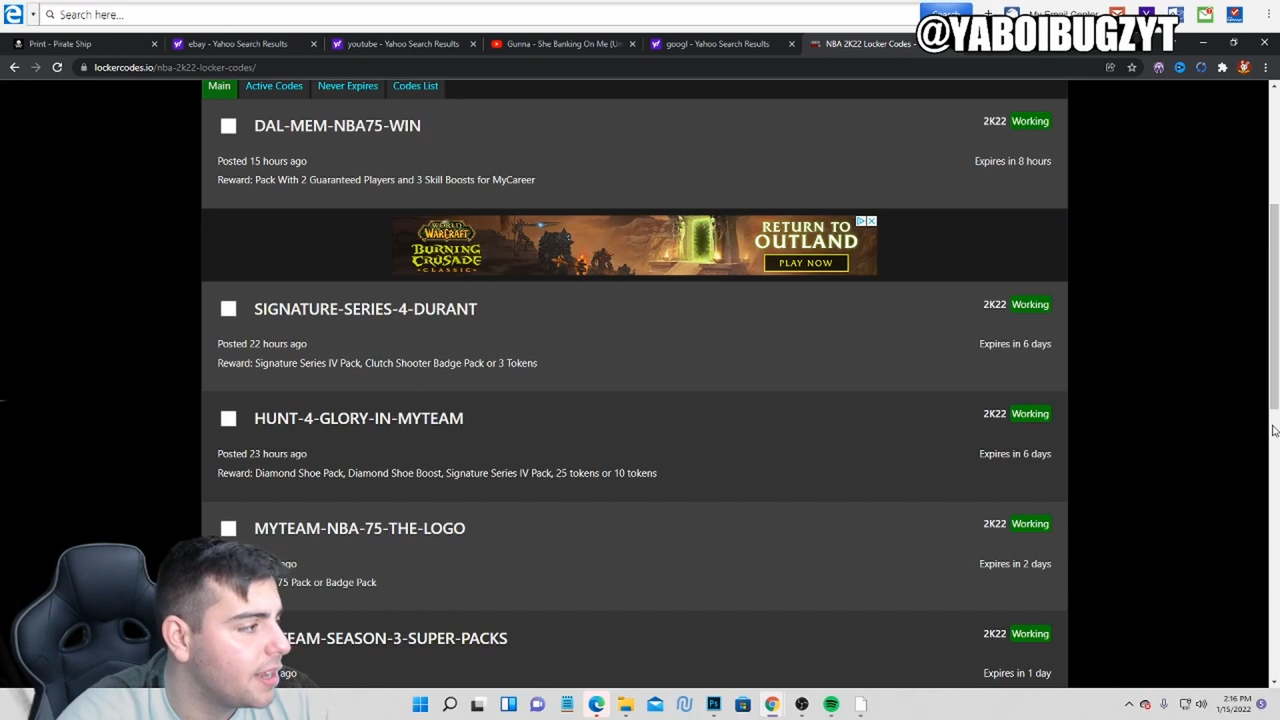 Search here...
Search
My Email Center
@YABOIBUGZYT
Print - Pirate Ship
ebay - Yahoo Search Results
youtube - Yahoo Search Results
Gunna - She Banking On Me (Un
googl - Yahoo Search Results
NBA 2K22 Locker Codes -
lockercodes.io/nba-2k22-locker-codes/
Main
Active Codes
Never Expires
Codes List
DAL-MEM-NBA75-WIN
2K22 Working
Posted 15 hours ago
Expires in 8 hours
Reward: Pack With 2 Guaranteed Players and 3 Skill Boosts for MyCareer
WORLD
WARCRAFT
BURNING
CRUSADE
CLASSIC
RETURN TO
OUTLAND
PLAY NOW
SIGNATURE-SERIES-4-DURANT
2K22 Working
Posted 22 hours ago
Expires in 6 days
Reward: Signature Series IV Pack, Clutch Shooter Badge Pack or 3 Tokens
HUNT-4-GLORY-IN-MYTEAM
2K22 Working
Posted 23 hours ago
Expires in 6 days
Reward: Diamond Shoe Pack, Diamond Shoe Boost, Signature Series IV Pack, 25 tokens or 10 tokens
MYTEAM-NBA-75-THE-LOGO
2K22 Working
ago
Expires in 2 days
75 Pack or Badge Pack
TEAM-SEASON-3-SUPER-PACKS
2K22 Working
ago
Expires in 1 day
2:16 PM
1/15/2022